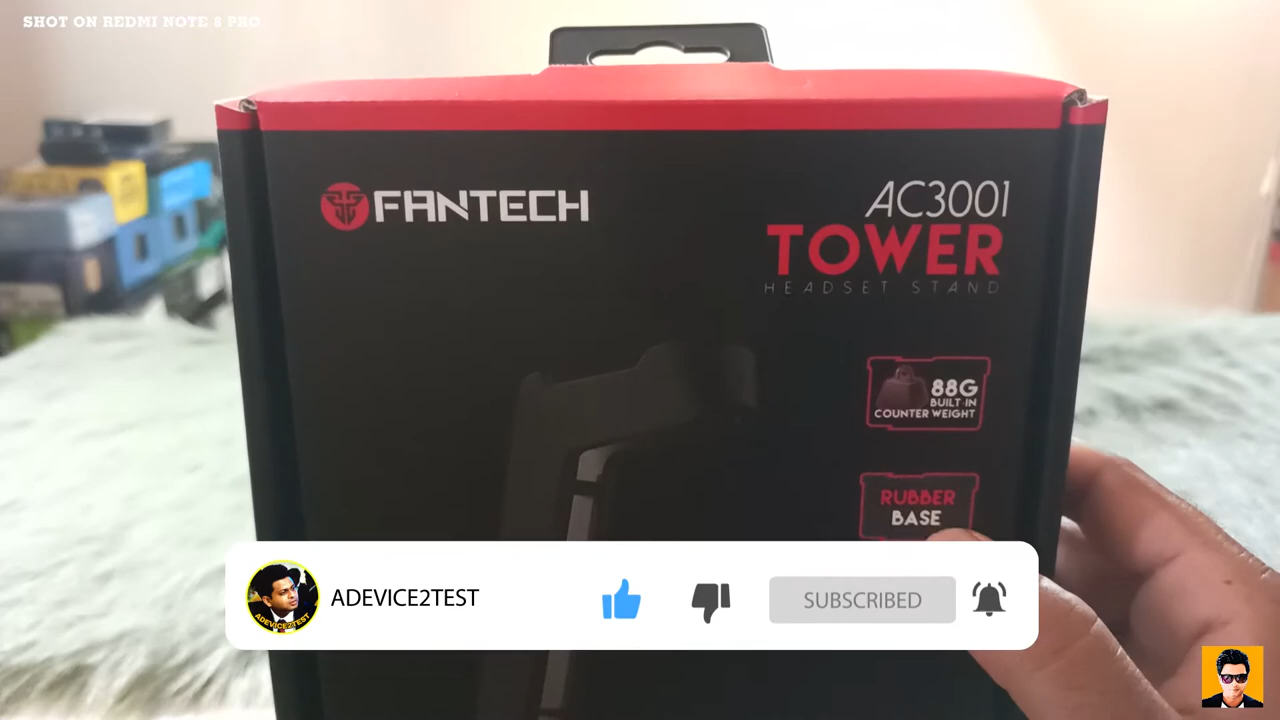 SHOT ON REDMI NOTE 8 PRO
FANTECH
AC3001
TOWER
HEADSET STAND
88G
BUILT-IN
COUNTER WEIGHT
RUBBER
BASE
ADEVICE2TEST
ADEVICE2TEST
SUBSCRIBED